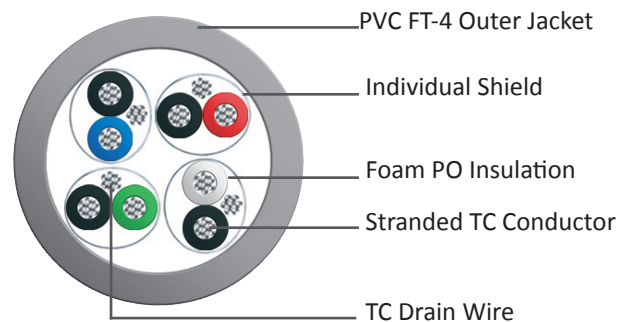 PVC FT-4 Outer Jacket
Individual Shield
Foam PO Insulation
Stranded TC Conductor
TC Drain Wire